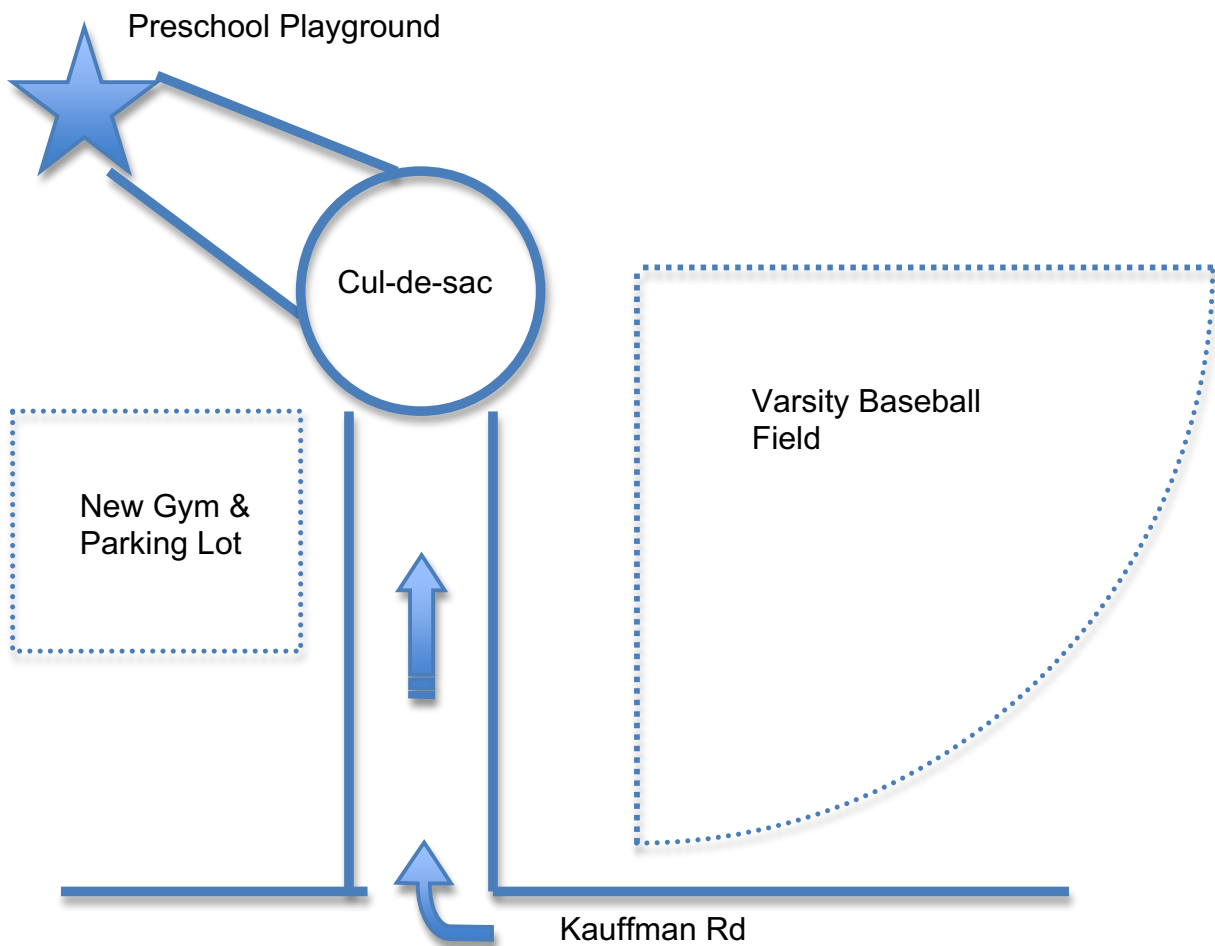 Preschool Playground
Cul-de-sac
Varsity Baseball
Field
New Gym &
Parking Lot
Kauffman Rd